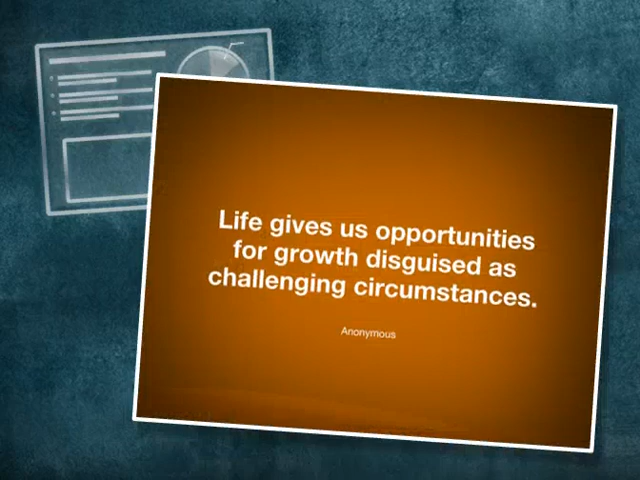 Life gives us opportunities
for growth disguised as
challenging circumstances.
Anonymous